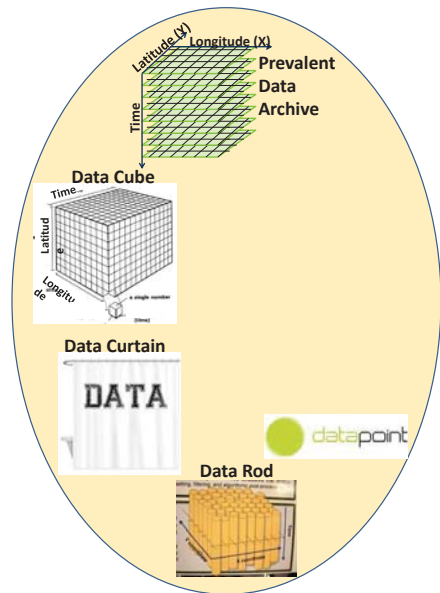 Latitude (Y)
Longitude (X)
Prevalent
Data
Archive
Time
Data Cube
Time
Latitud
e
Longitu
de
a single number
Data Curtain
DATA
datapoint
Data Rod